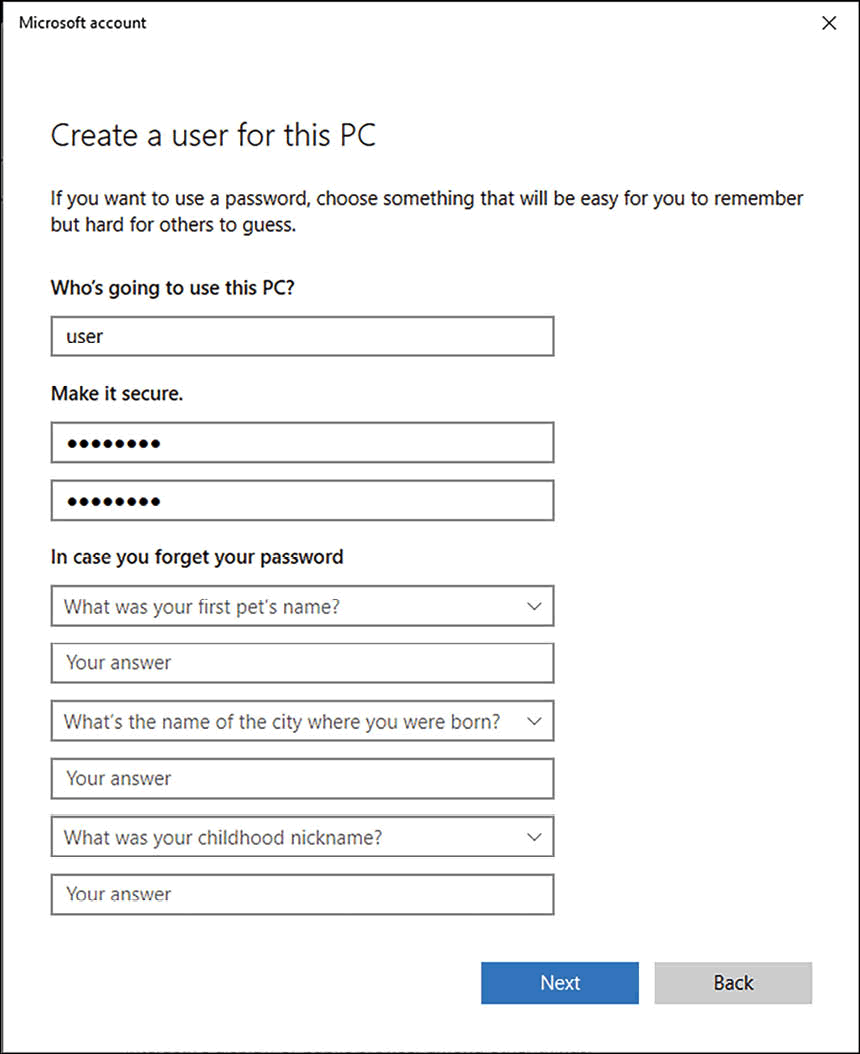 Microsoft account
Create a user for this PC
If you want to use a password, choose something that will be easy for you to remember
but hard for others to guess.
Who's going to use this PC?
user
Make it secure.
●●●●●●●●
●●●●●●●●
In case you forget your password
What was your first pet's name?
Your answer
What's the name of the city where you were born?
Your answer
What was your childhood nickname?
Your answer
Next Back